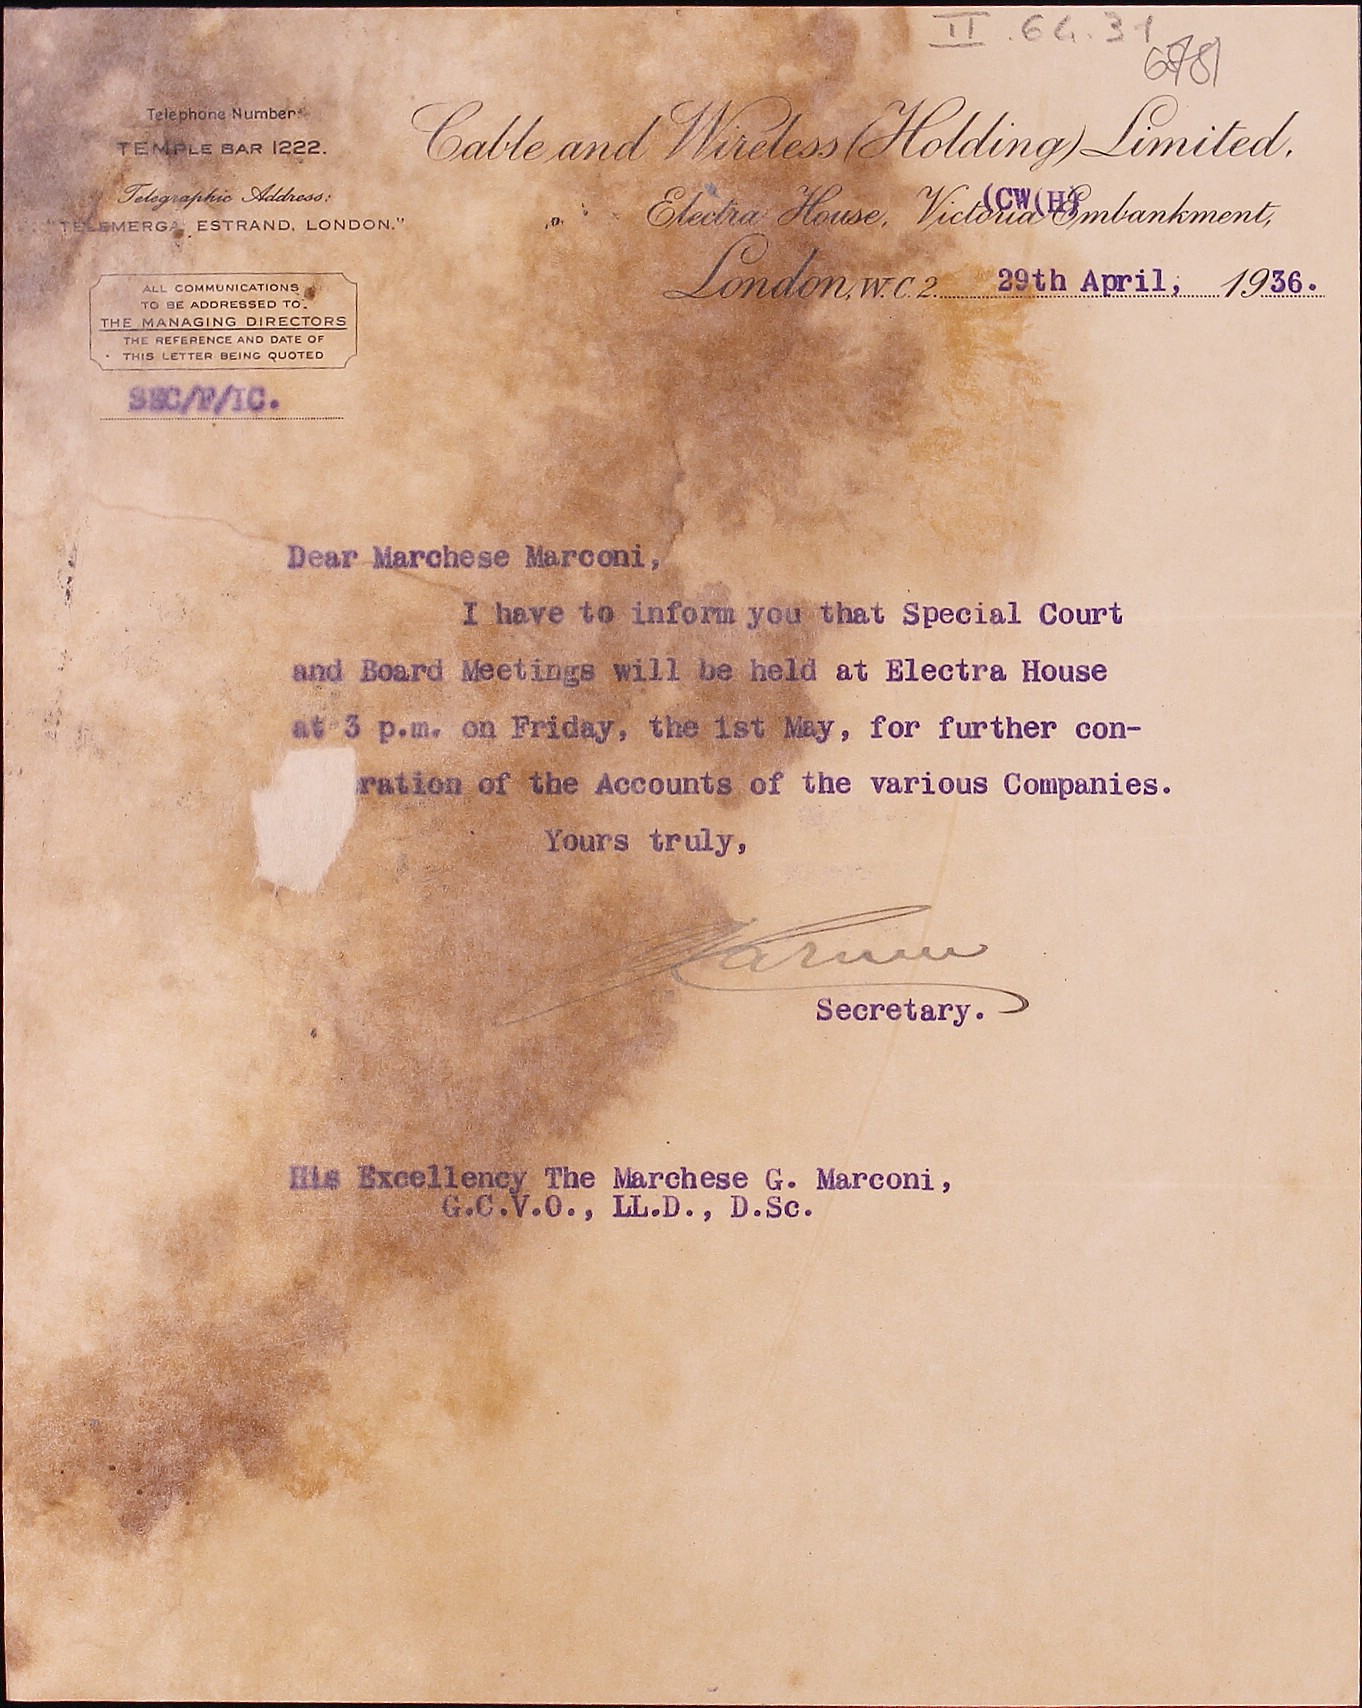 II. 64.31
Telephone Number:
TEMPLE BAR 1222.
Telegraphic Address:
"TELEMERGA, ESTRAND, LONDON."
ALL COMMUNICATIONS
TO BE ADDRESSED TO
THE MANAGING DIRECTORS
THE REFERENCE AND DATE OF
THIS LETTER BEING QUOTED
SEC/F/IC.
Cable and Wireless (Holding) Limited.
(CW(H)
Electra House, Victoria Embankment,
London, W.C.2. 29th April, 1936.
Dear Marchese Marconi,
I have to inform you that Special Court
and Board Meetings will be held at Electra House
at 3 p.m. on Friday, the 1st May, for further con-
eration of the Accounts of the various Companies.
Yours truly,
Secretary.
His Excellency The Marchese G. Marconi,
G.C.V.O., LL.D., D.Sc.